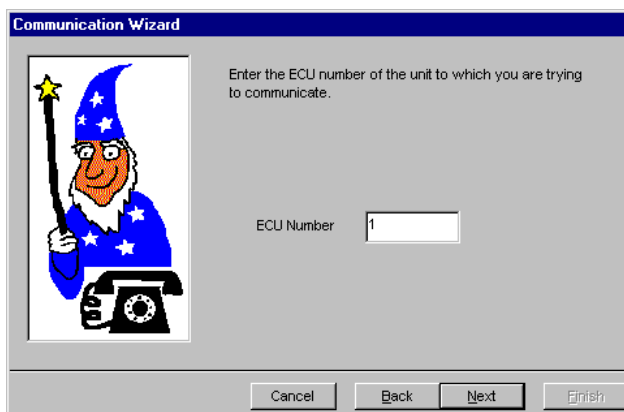 Communication Wizard
Enter the ECU number of the unit to which you are trying
to communicate.
ECU Number
1
Cancel
Back
Next
Finish